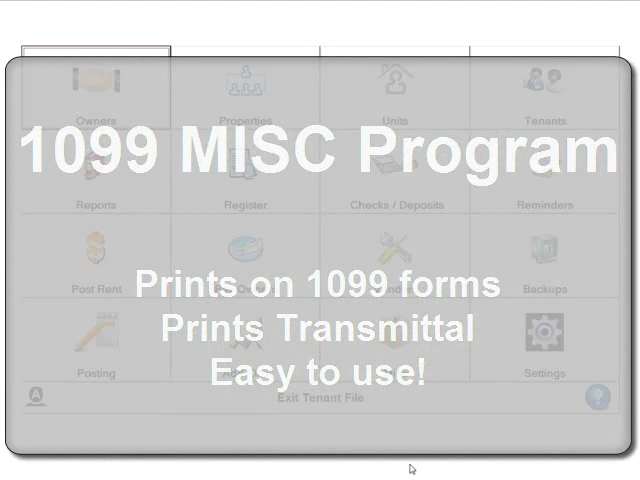 Owners Properties Units Tenants
1099 MISC Program
Reports Register Checks / Deposits Reminders
Prints on 1099 forms
Post Rent Backups
Prints Transmittal
Posting Settings
Easy to use!
A Exit Tenant File ?